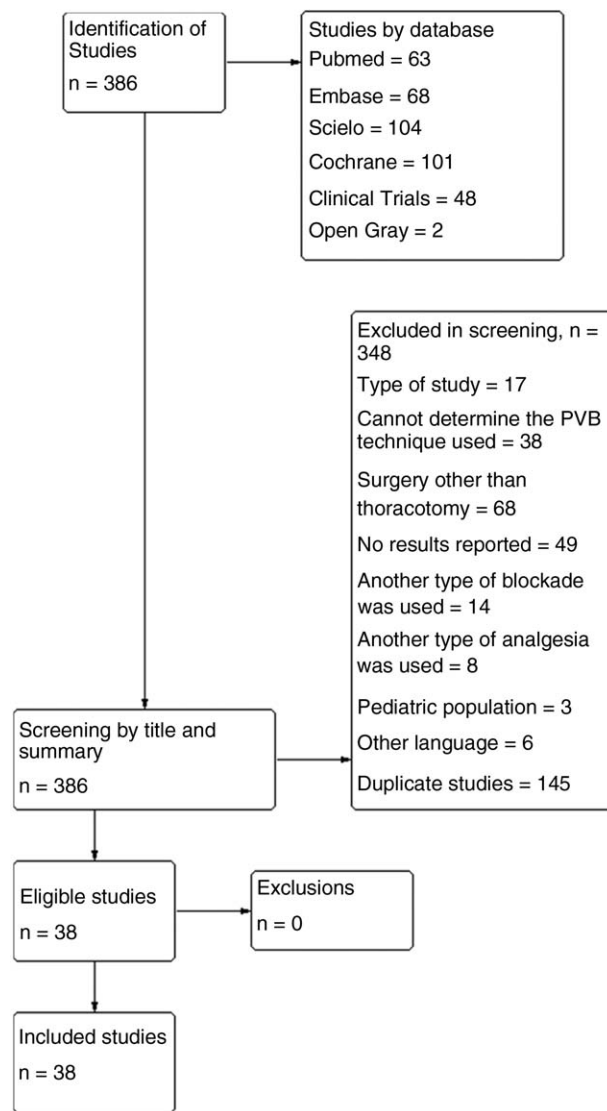 Identification of
Studies
n = 386
Studies by database
Pubmed = 63
Embase = 68
Scielo = 104
Cochrane = 101
Clinical Trials = 48
Open Gray = 2
Excluded in screening, n =
348
Type of study = 17
Cannot determine the PVB
technique used = 38
Surgery other than
thoracotomy = 68
No results reported = 49
Another type of blockade
was used = 14
Another type of analgesia
was used = 8
Pediatric population = 3
Other language = 6
Duplicate studies = 145
Screening by title and
summary
n = 386
Eligible studies
n = 38
Exclusions
n = 0
Included studies
n = 38